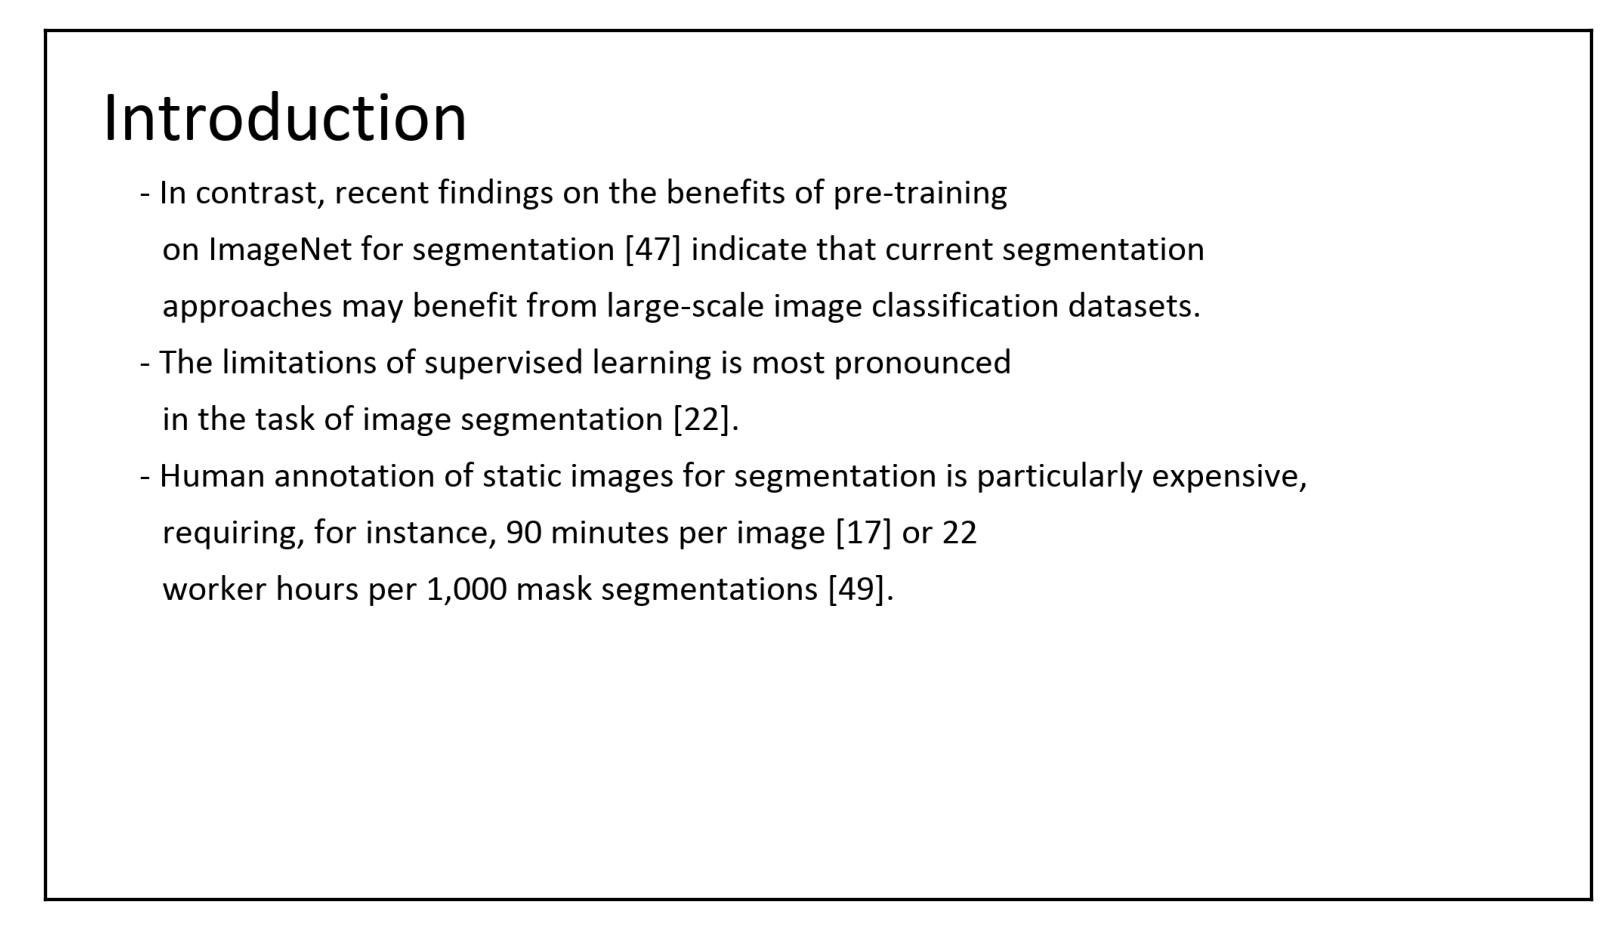 Introduction
- In contrast, recent findings on the benefits of pre-training
on ImageNet for segmentation [47] indicate that current segmentation
approaches may benefit from large-scale image classification datasets.
- The limitations of supervised learning is most pronounced
in the task of image segmentation [22].
- Human annotation of static images for segmentation is particularly expensive,
requiring, for instance, 90 minutes per image [17] or 22
worker hours per 1,000 mask segmentations [49].